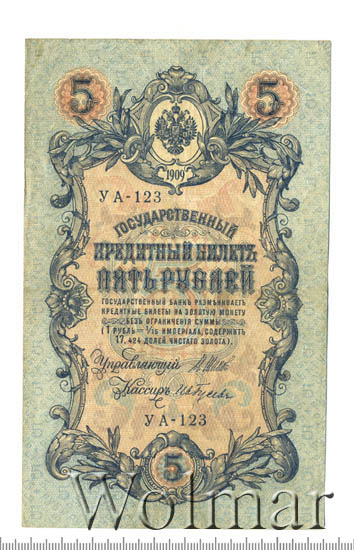 5 5
1909
УА-123
ГОСУДАРСТВЕННЫЙ
КРЕДИТНЫЙ БИЛЕТЪ
ПЯТЬ РУБЛЕЙ
ГОСУДАРСТВЕННЫЙ БАНКЪ РАЗМѢНИВАЕТЪ
КРЕДИТНЫЕ БИЛЕТЫ НА ЗОЛОТУЮ МОНЕТУ
БЕЗЪ ОГРАНИЧЕНІЯ СУММЫ
(1 РУБЛЬ = 1/15 ИМПЕРІАЛА, СОДЕРЖИТЪ
17,424 ДОЛЕЙ ЧИСТАГО ЗОЛОТА).
Управляющій
Кассиръ
УА-123
5
Wolmar